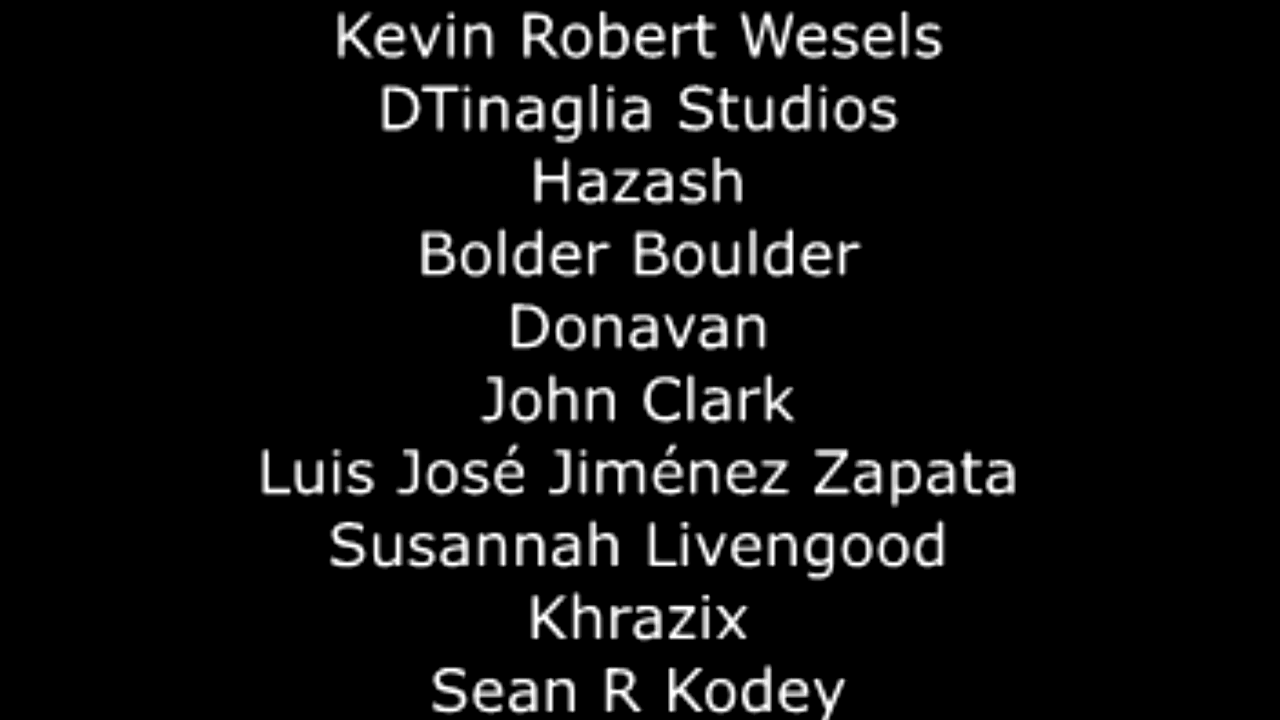 Kevin Robert Wesels
DTinaglia Studios
Hazash
Bolder Boulder
Donavan
John Clark
Luis José Jiménez Zapata
Susannah Livengood
Khrazix
Sean R Kodey